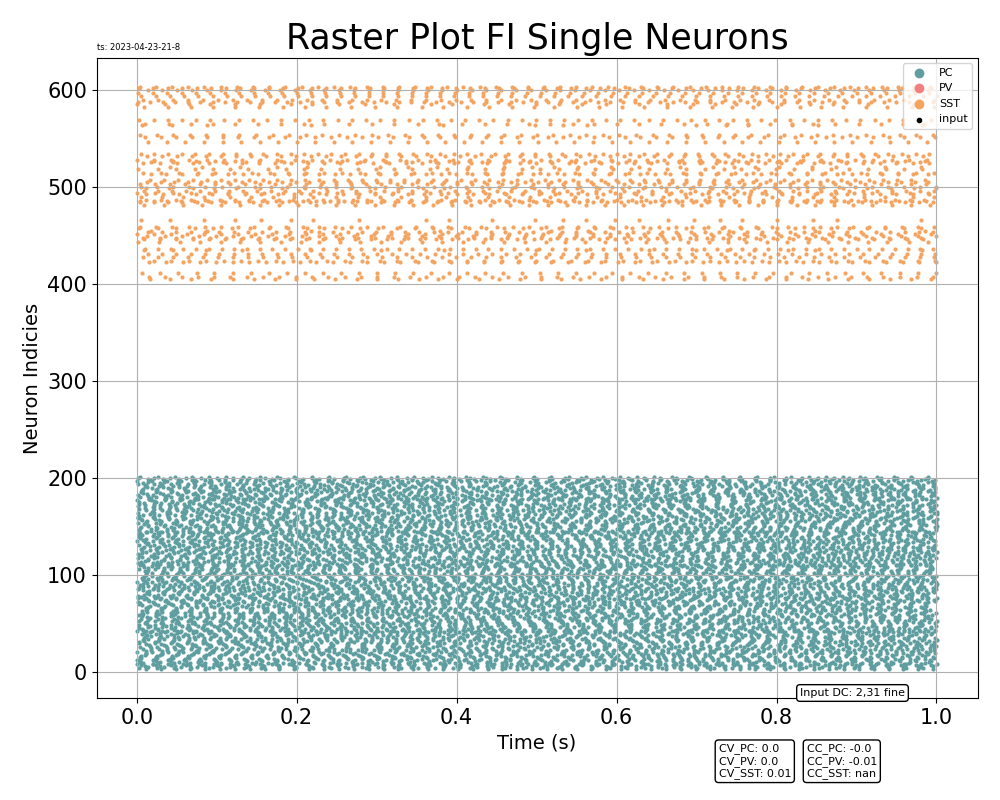 Raster Plot FI Single Neurons
ts: 2023-04-23-21-8
PC
PV
SST
input
600
500
400
300
200
100
0
Neuron Indicies
0.0 0.2 0.4 0.6 0.8 1.0
Time (s)
Input DC: 2,31 fine
CV_PC: 0.0
CV_PV: 0.0
CV_SST: 0.01
CC_PC: -0.0
CC_PV: -0.01
CC_SST: nan